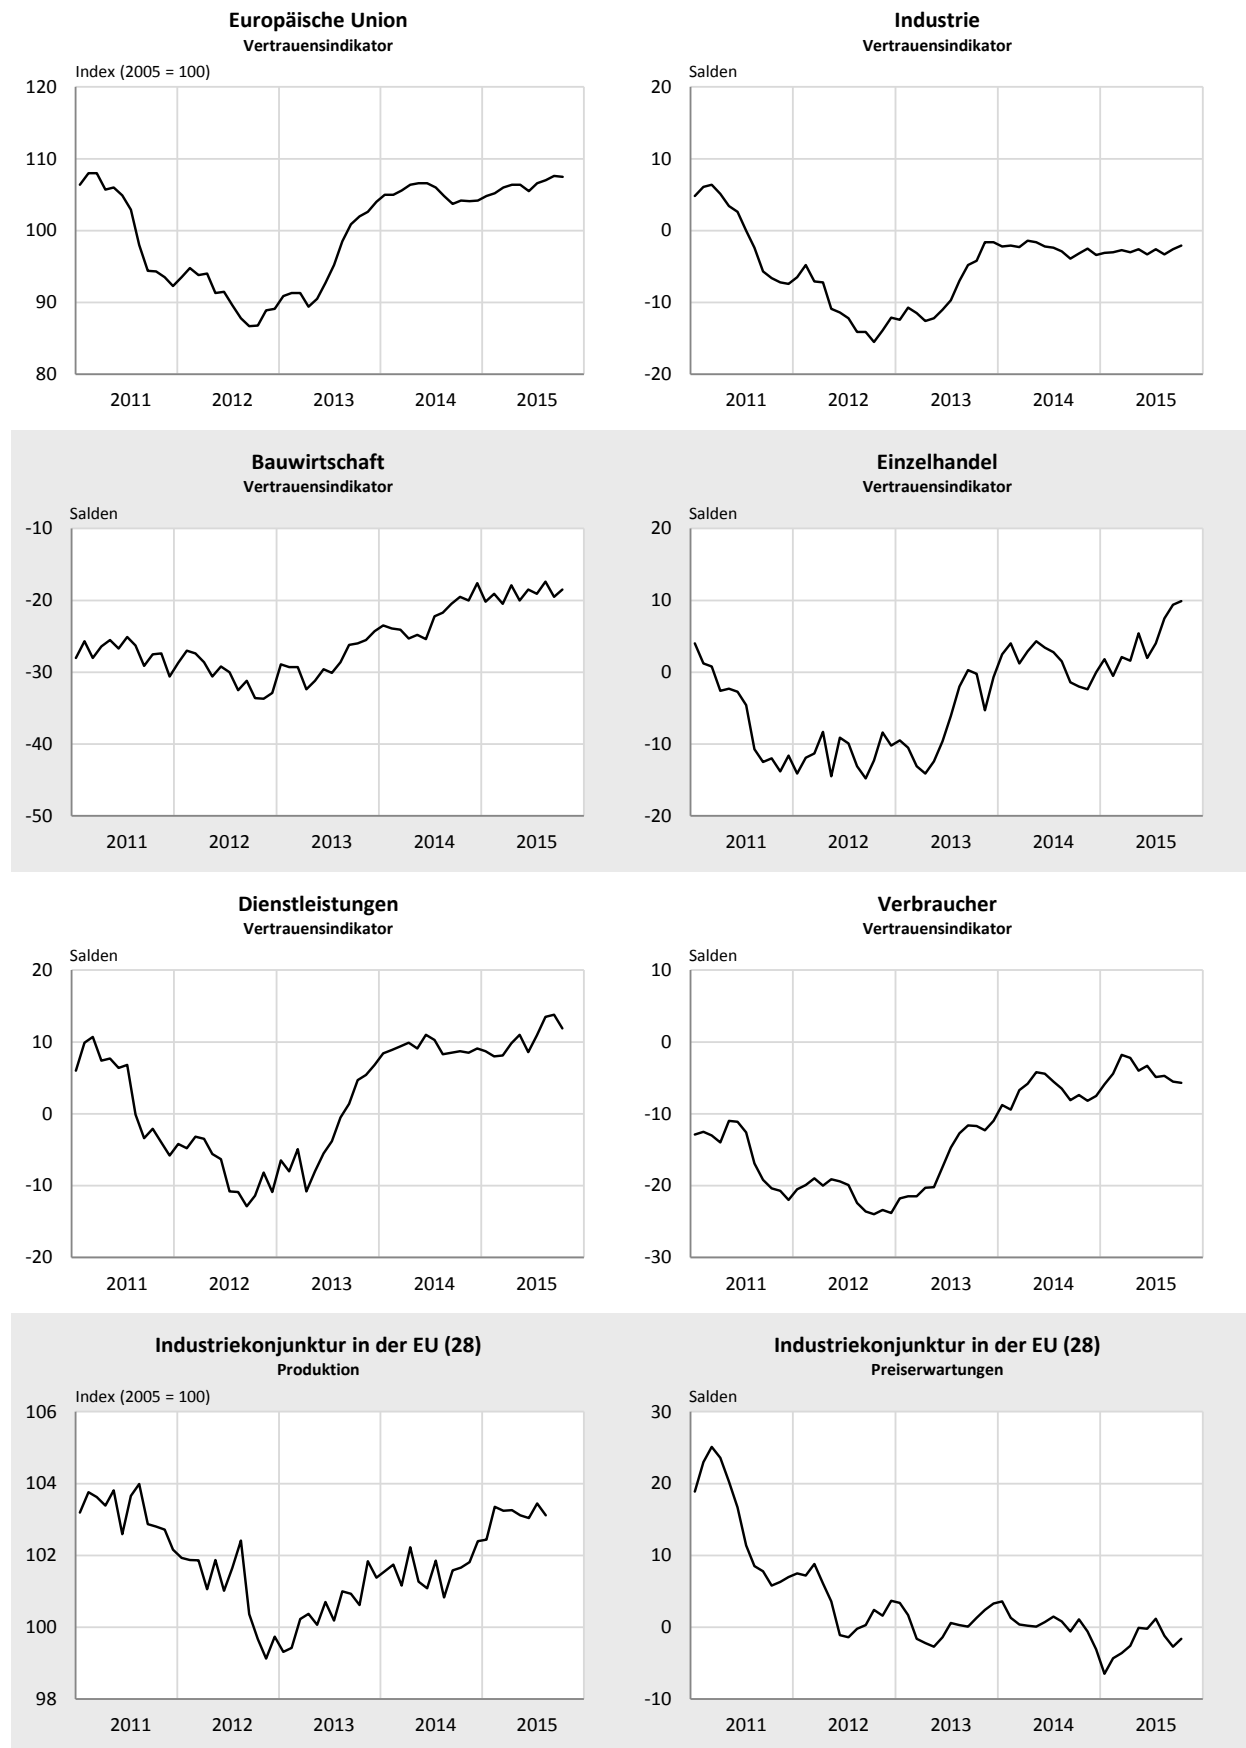 Europäische Union
Vertrauensindikator
Index (2005 = 100)
120
110
100
90
80
2011 2012 2013 2014 2015
Industrie
Vertrauensindikator
Salden
20
10
0
-10
-20
2011 2012 2013 2014 2015
Bauwirtschaft
Vertrauensindikator
Salden
-10
-20
-30
-40
-50
2011 2012 2013 2014 2015
Einzelhandel
Vertrauensindikator
Salden
20
10
0
-10
-20
2011 2012 2013 2014 2015
Dienstleistungen
Vertrauensindikator
Salden
20
10
0
-10
-20
2011 2012 2013 2014 2015
Verbraucher
Vertrauensindikator
Salden
10
0
-10
-20
-30
2011 2012 2013 2014 2015
Industriekonjunktur in der EU (28)
Produktion
Index (2005 = 100)
106
104
102
100
98
2011 2012 2013 2014 2015
Industriekonjunktur in der EU (28)
Preiserwartungen
Salden
30
20
10
0
-10
2011 2012 2013 2014 2015